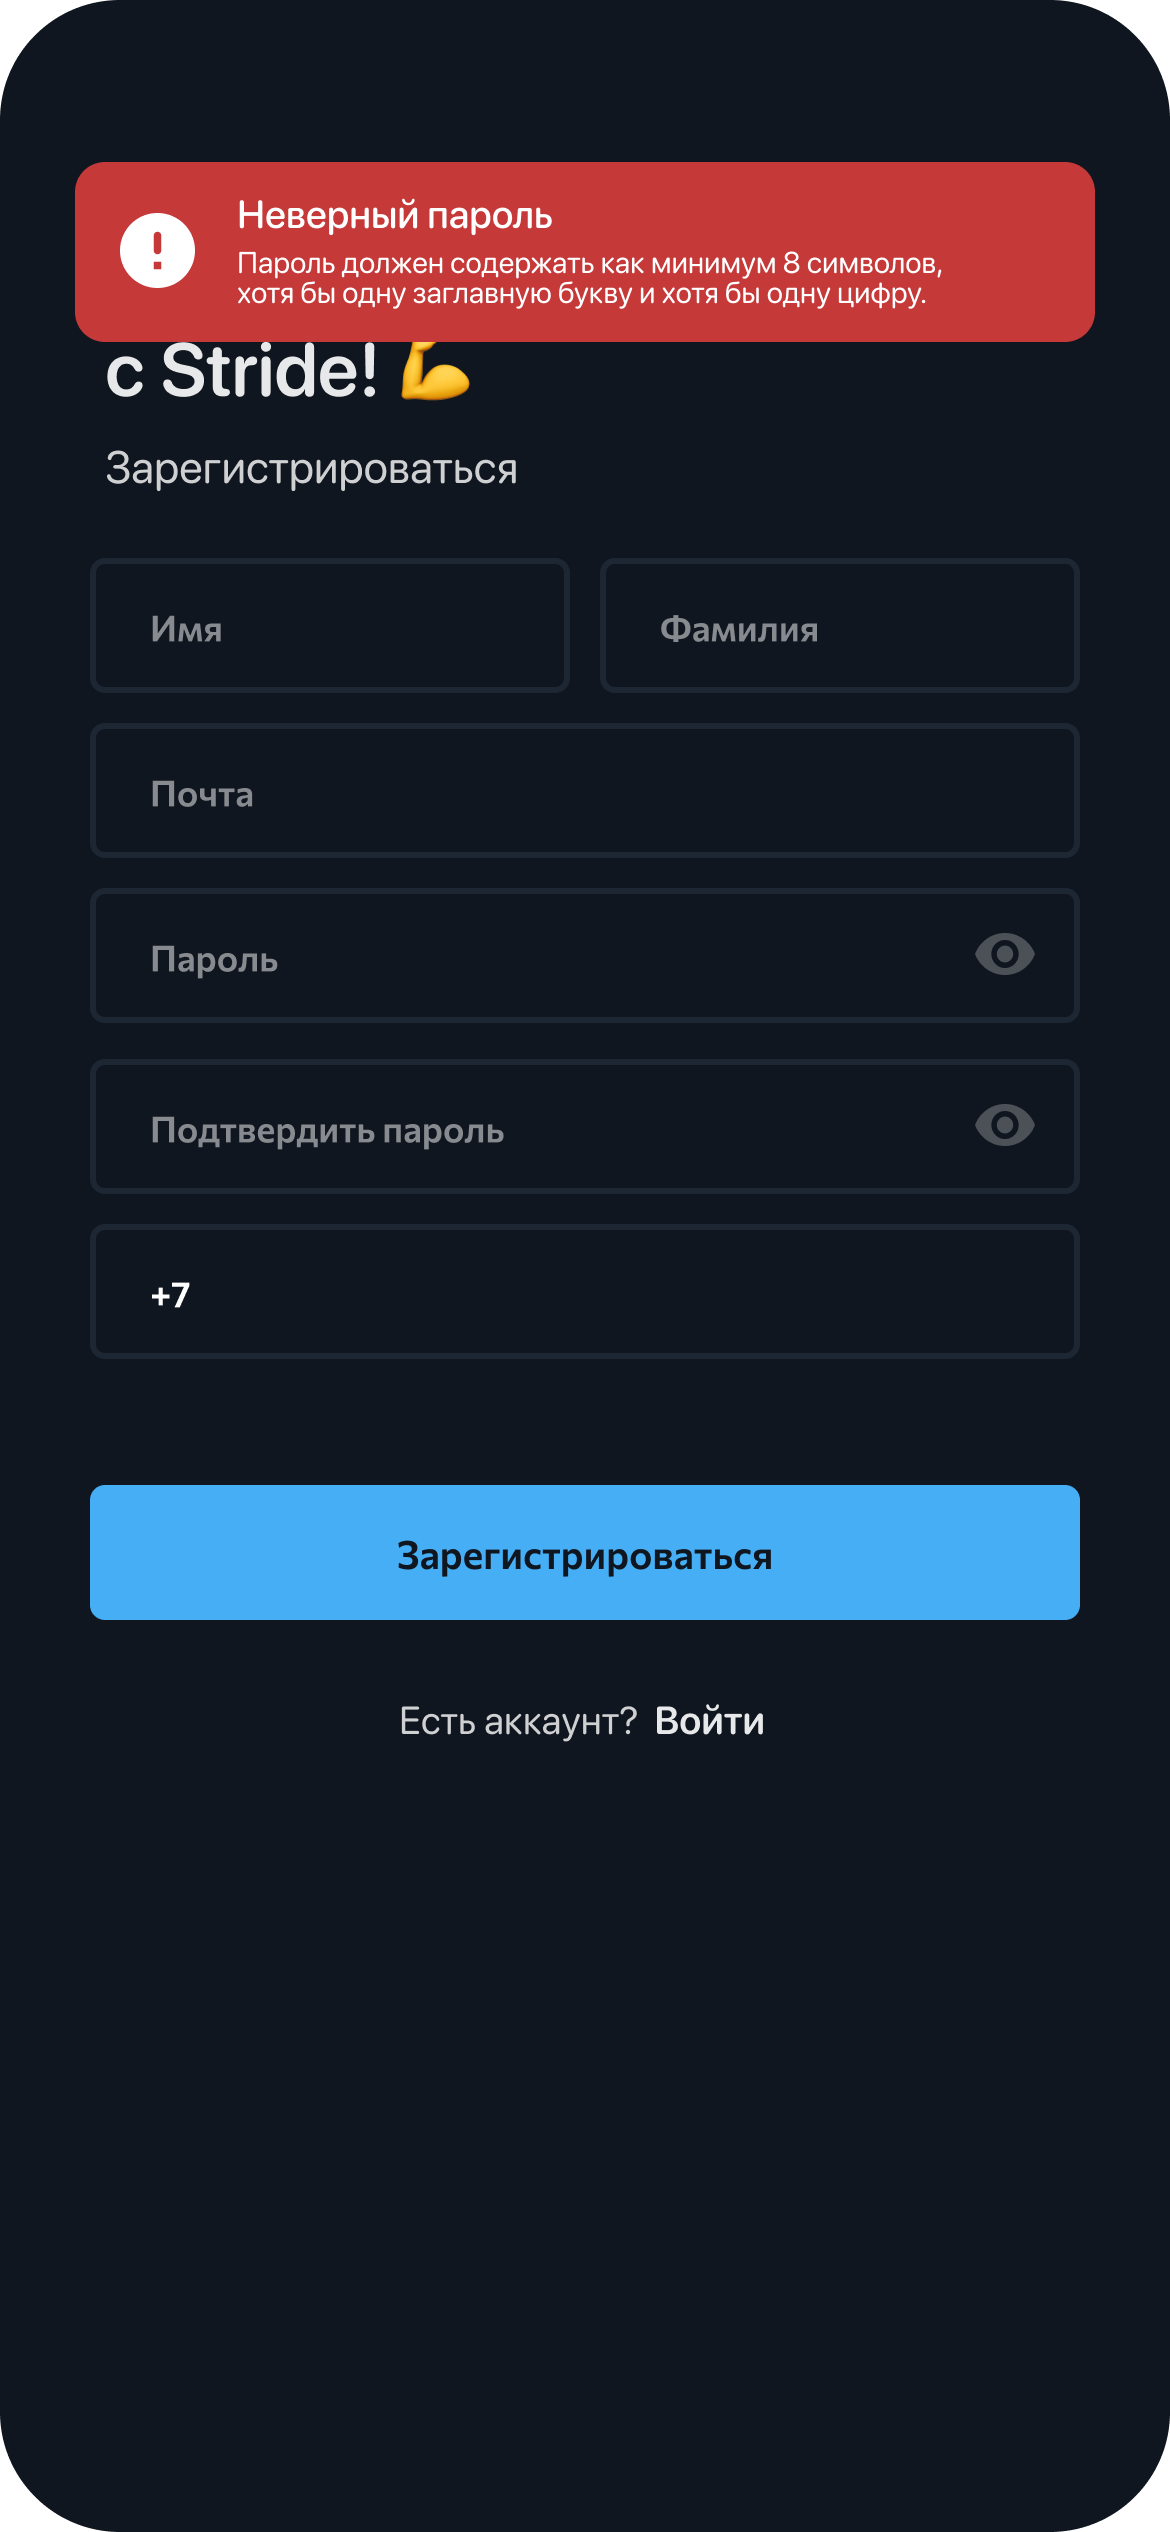 Неверный пароль
Пароль должен содержать как минимум 8 символов,
хотя бы одну заглавную букву и хотя бы одну цифру.
с Stride! 💪
Зарегистрироваться
Имя
Фамилия
Почта
Пароль
Подтвердить пароль
+7
Зарегистрироваться
Есть аккаунт? Войти